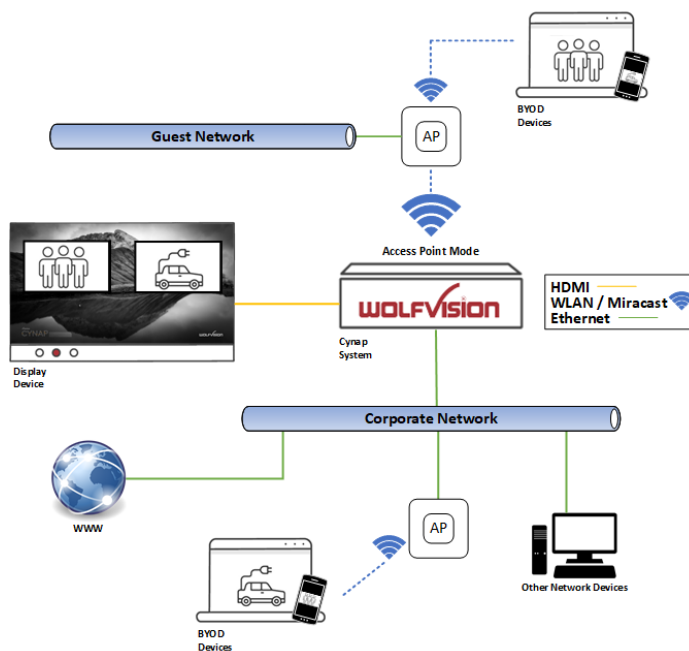 BYOD
Devices
AP
Guest Network
Access Point Mode
WOLFVISION
HDMI
WLAN / Miracast
Ethernet
CYNAP
WOLFVISION
Cynap
System
Display
Device
Corporate Network
WWW
AP
Other Network Devices
BYOD
Devices